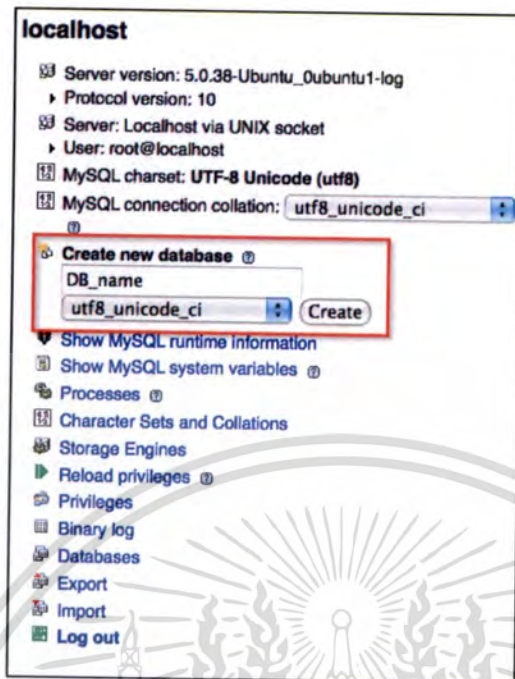 localhost
Server version: 5.0.38-Ubuntu_0ubuntu1-log
Protocol version: 10
Server: Localhost via UNIX socket
User: root@localhost
MySQL charset: UTF-8 Unicode (utf8)
MySQL connection collation: utf8_unicode_ci
Create new database
DB_name
utf8_unicode_ci Create
Show MySQL runtime information
Show MySQL system variables
Processes
Character Sets and Collations
Storage Engines
Reload privileges
Privileges
Binary log
Databases
Export
Import
Log out